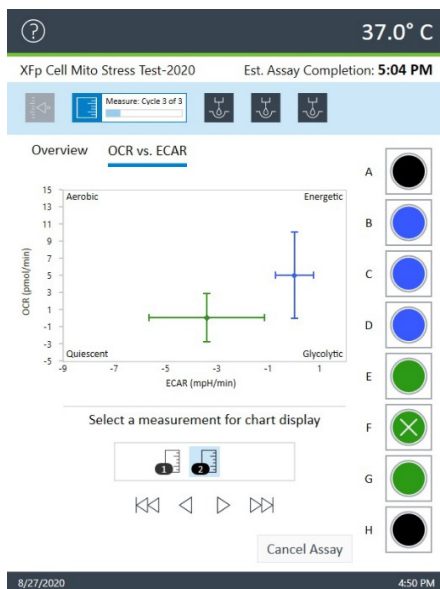 ?
37.0° C
XFp Cell Mito Stress Test-2020 Est. Assay Completion: 5:04 PM
Measure: Cycle 3 of 3
Overview OCR vs. ECAR
A
B
C
D
E
F
G
H
Aerobic Energetic
OCR (pmol/min)
15
13
11
9
7
5
3
1
-1
-3
-5
Quiescent Glycolytic
-9 -7 -5 -3 -1 1
ECAR (mpH/min)
Select a measurement for chart display
1 2
Cancel Assay
8/27/2020 4:50 PM